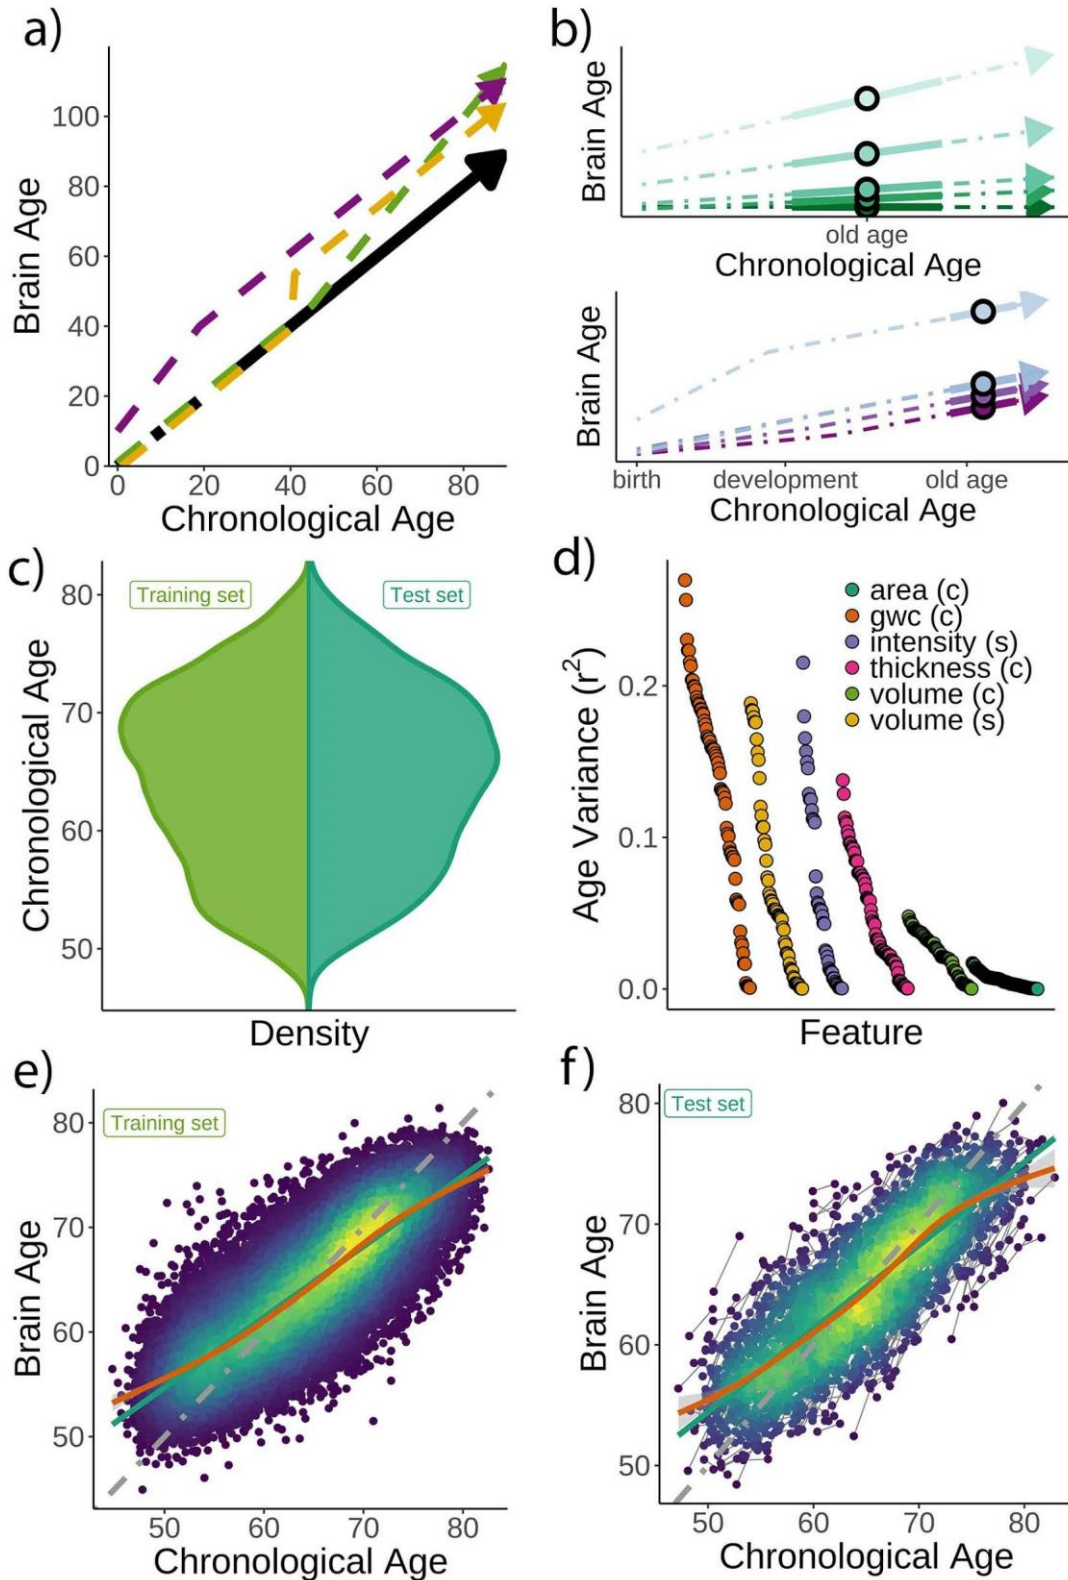 a)
Brain Age
100
80
60
40
20
0
0 20 40 60 80
Chronological Age
b)
Brain Age
old age
Chronological Age
Brain Age
birth development old age
Chronological Age
c)
Chronological Age
80
70
60
50
Training set
Test set
Density
d)
Age Variance (r²)
0.2
0.1
0.0
area (c)
gwc (c)
intensity (s)
thickness (c)
volume (c)
volume (s)
Feature
e)
Training set
Brain Age
80
70
60
50
50 60 70 80
Chronological Age
f)
Test set
Brain Age
80
70
60
50
50 60 70 80
Chronological Age